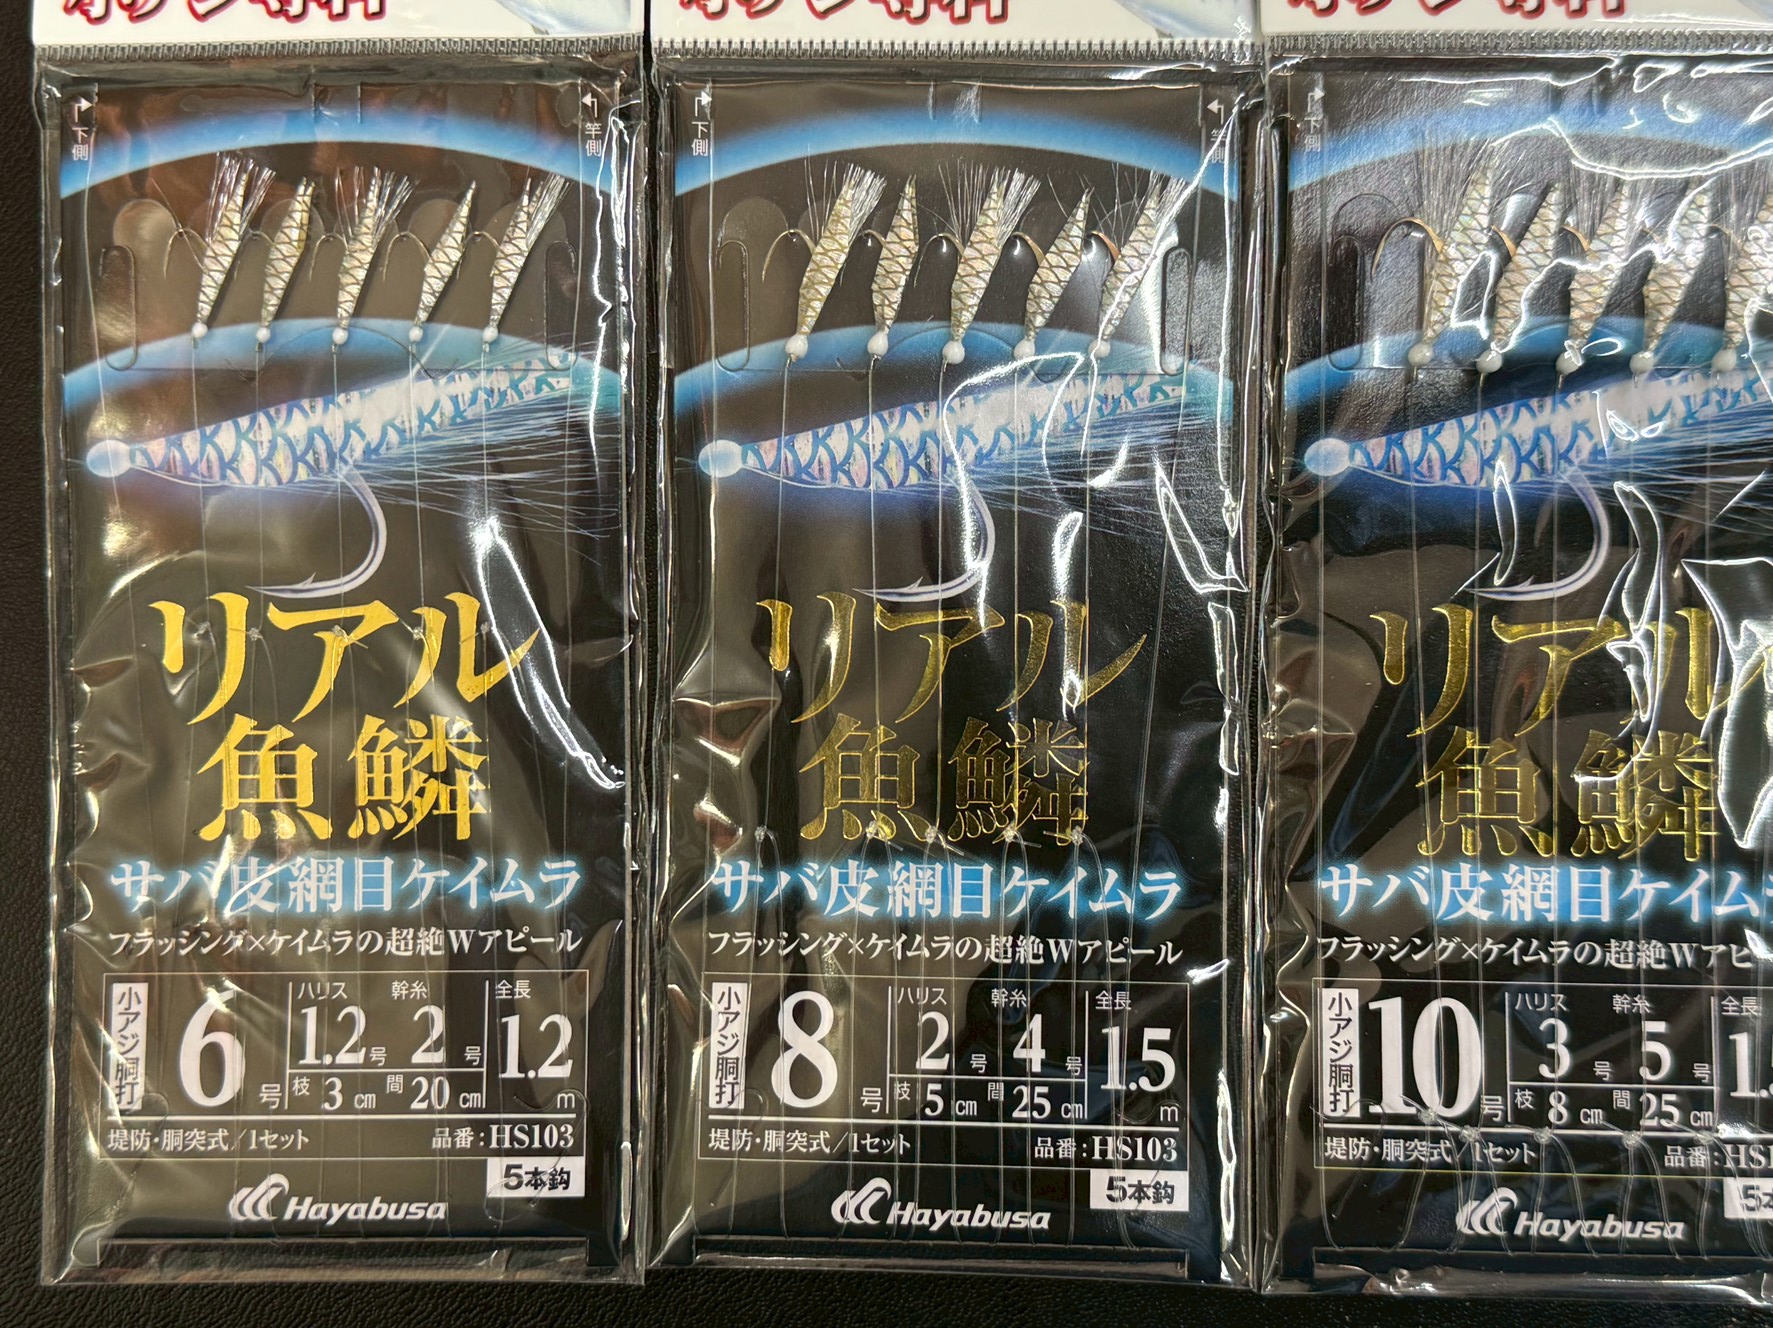 下側
竿側
リアル
魚鱗
サバ皮網目ケイムラ
フラッシング×ケイムラの超絶Wアピール
小アジ胴打
6号
ハリス 1.2号
幹糸 2号
全長 1.2m
枝 3cm
間 20cm
堤防・胴突式/1セット 品番:HS103
5本鈎
Hayabusa
下側
竿側
リアル
魚鱗
サバ皮網目ケイムラ
フラッシング×ケイムラの超絶Wアピール
小アジ胴打
8号
ハリス 2号
幹糸 4号
全長 1.5m
枝 5cm
間 25cm
堤防・胴突式/1セット 品番:HS103
5本鈎
Hayabusa
下側
リアル
魚鱗
サバ皮網目ケイム
フラッシング×ケイムラの超絶Wアピ
小アジ胴打
10号
ハリス 3号
幹糸 5号
全長 1.
枝 8cm
間 25cm
堤防・胴突式/1セット 品番:HS1
5本
Hayabusa